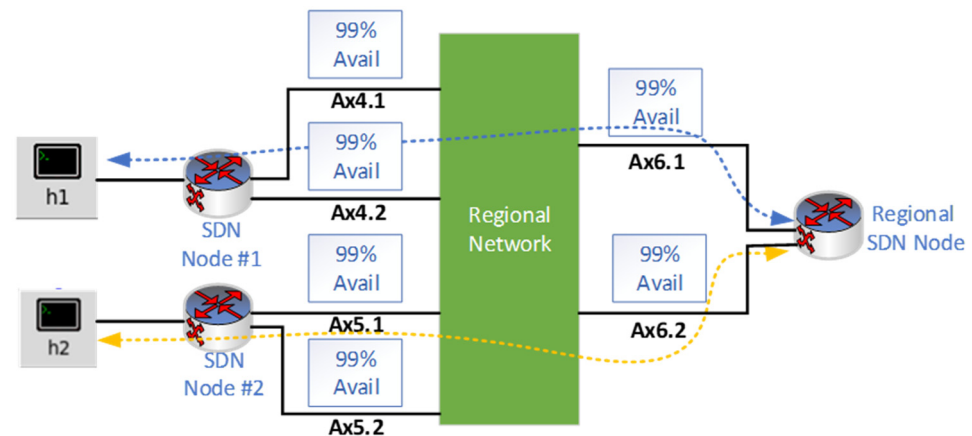 99%
Avail
Ax4.1
99%
Avail
99%
Avail
h1
Ax6.1
SDN
Node #1
Ax4.2
Regional
Network
Regional
SDN Node
99%
Avail
99%
Avail
h2
Ax5.1
Ax6.2
SDN
Node #2
99%
Avail
Ax5.2